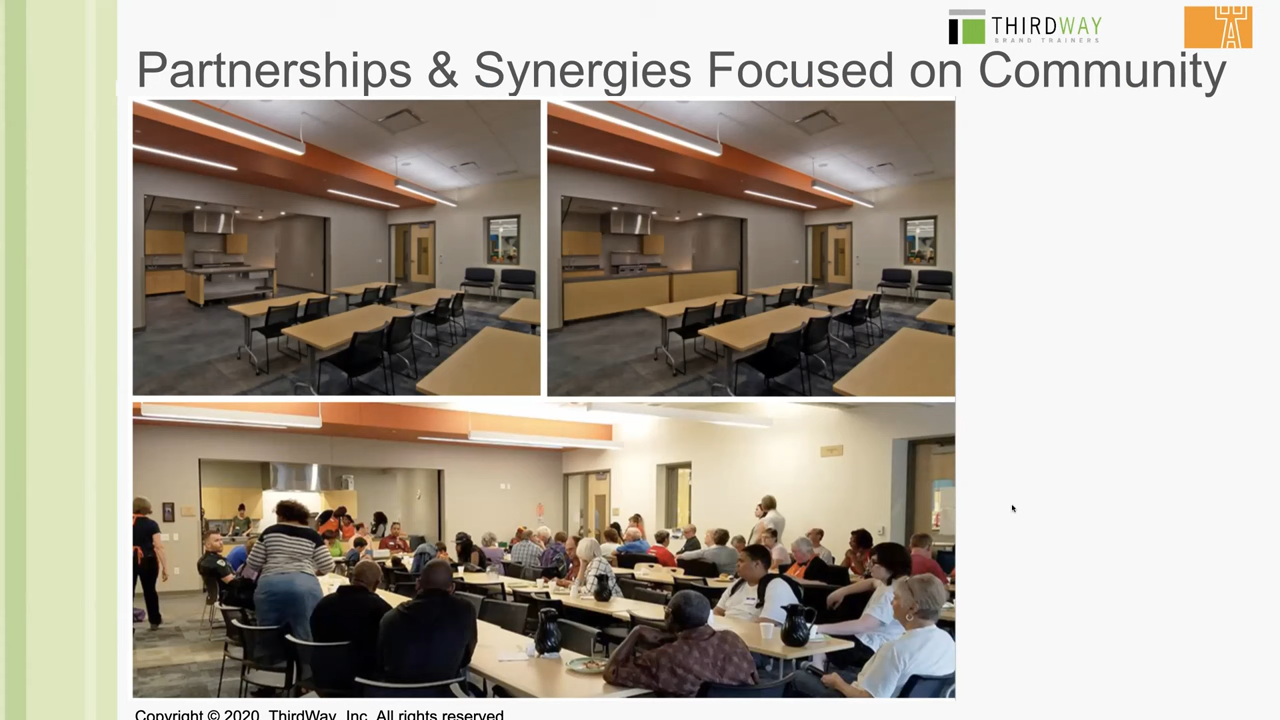 THIRDWAY
BRAND TRAINERS
A
Partnerships & Synergies Focused on Community
Copyright © 2020, ThirdWay, Inc. All rights reserved